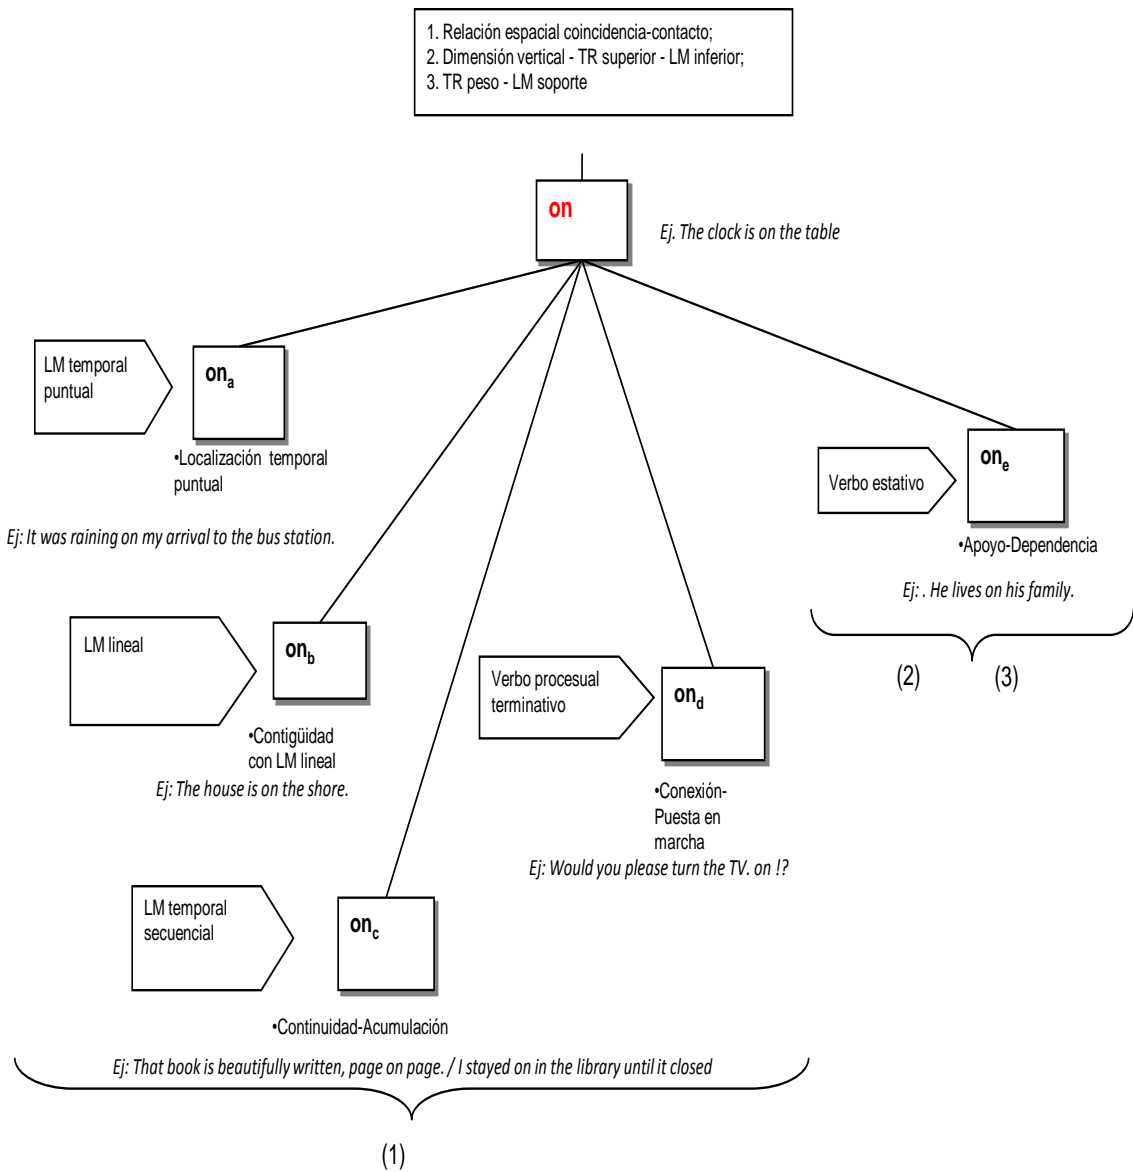 1. Relación espacial coincidencia-contacto;
2. Dimensión vertical - TR superior - LM inferior;
3. TR peso - LM soporte
on
Ej. The clock is on the table
LM temporal
puntual
onₐ
•Localización temporal
puntual
Ej: It was raining on my arrival to the bus station.
Verbo estativo
onₑ
•Apoyo-Dependencia
Ej: . He lives on his family.
(2) (3)
LM lineal
on_b
•Contigüidad
con LM lineal
Ej: The house is on the shore.
Verbo procesual
terminativo
on_d
•Conexión-
Puesta en
marcha
Ej: Would you please turn the TV. on !?
LM temporal
secuencial
on_c
•Continuidad-Acumulación
Ej: That book is beautifully written, page on page. / I stayed on in the library until it closed
(1)